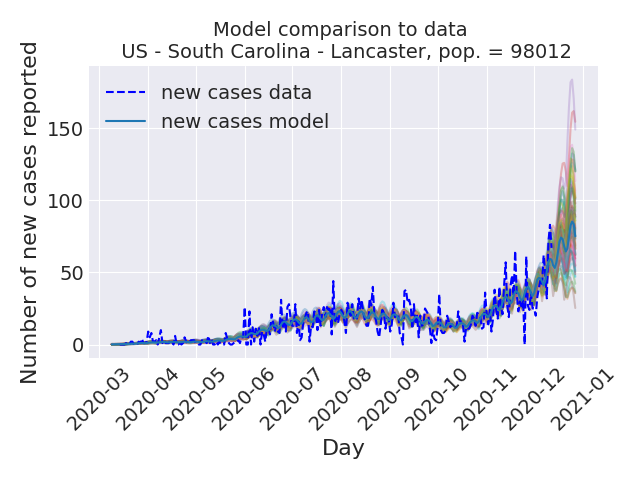 Model comparison to data
US - South Carolina - Lancaster, pop. = 98012
new cases data
new cases model
Number of new cases reported
150
100
50
0
2020-03
2020-04
2020-05
2020-06
2020-07
2020-08
2020-09
2020-10
2020-11
2020-12
2021-01
Day